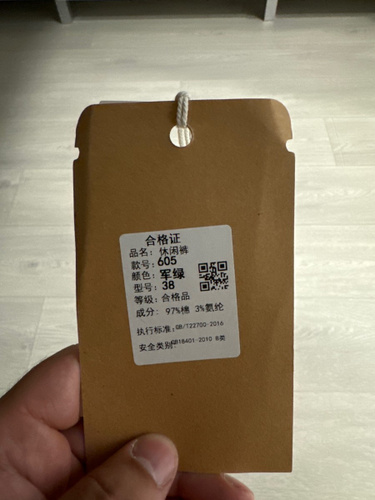 合格证
品名: 休闲裤
款号:605
颜色:军绿
型号:38
等级:合格品
成分: 97%棉 3%氨纶
执行标准:GB/T22700-2016
安全类别:GB18401-2010 B类